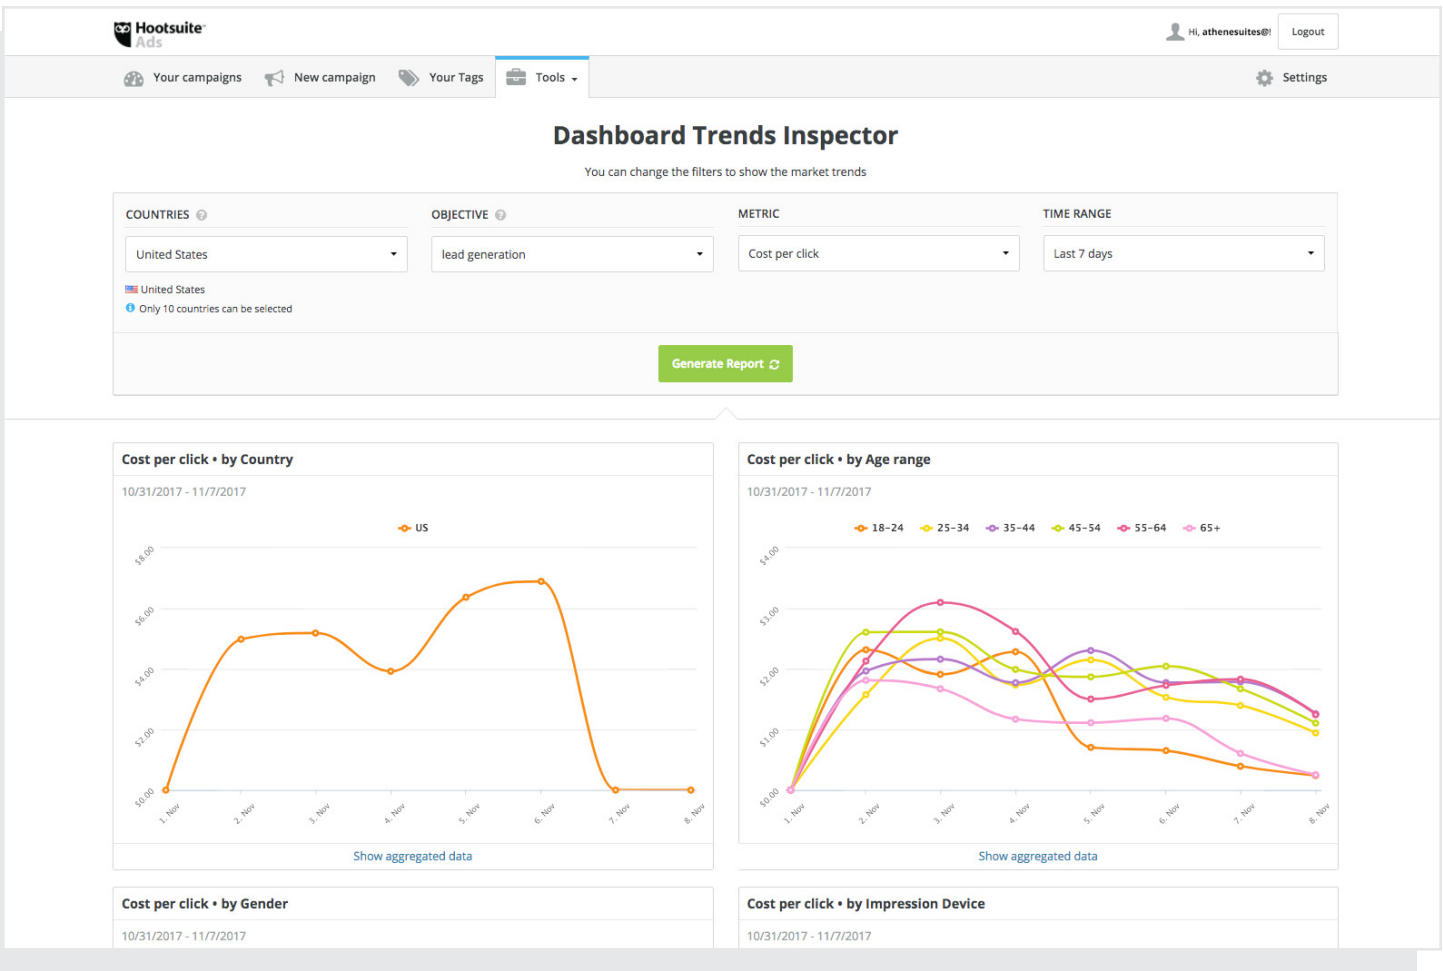 Hootsuite™
Ads
Hi, athenesuites@!
Logout
Your campaigns
New campaign
Your Tags
Tools
Settings
Dashboard Trends Inspector
You can change the filters to show the market trends
COUNTRIES ?
OBJECTIVE ?
METRIC
TIME RANGE
United States
lead generation
Cost per click
Last 7 days
United States
Only 10 countries can be selected
Generate Report
Cost per click • by Country
10/31/2017 - 11/7/2017
US
$8.00
$6.00
$4.00
$2.00
$0.00
1. Nov
2. Nov
3. Nov
4. Nov
5. Nov
6. Nov
7. Nov
8. Nov
Show aggregated data
Cost per click • by Age range
10/31/2017 - 11/7/2017
18-24
25-34
35-44
45-54
55-64
65+
$4.00
$3.00
$2.00
$1.00
$0.00
1. Nov
2. Nov
3. Nov
4. Nov
5. Nov
6. Nov
7. Nov
8. Nov
Show aggregated data
Cost per click • by Gender
10/31/2017 - 11/7/2017
Cost per click • by Impression Device
10/31/2017 - 11/7/2017